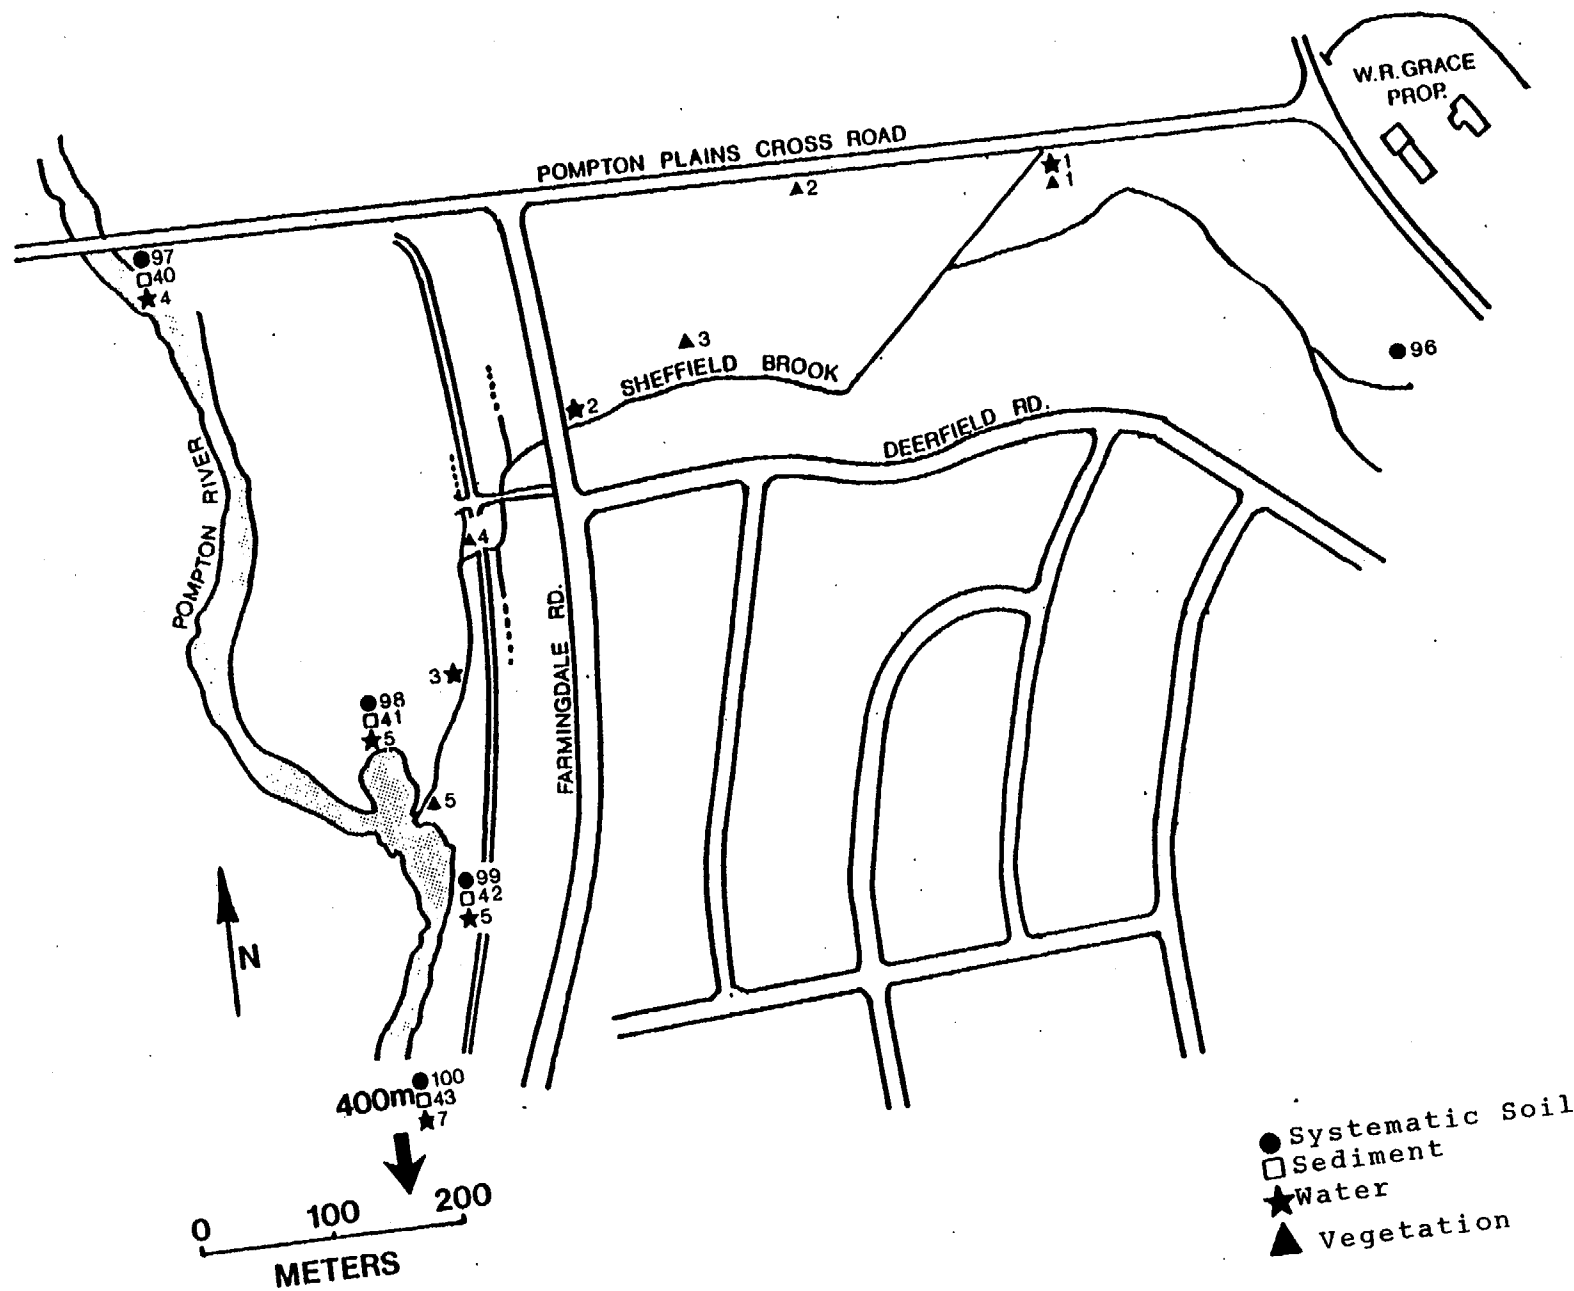 W.R.GRACE
PROP.
POMPTON PLAINS CROSS ROAD
1
1
2
97
40
4
3
96
SHEFFIELD BROOK
2
DEERFIELD RD.
POMPTON RIVER
4
FARMINGDALE RD.
3
98
41
5
5
99
42
5
N
100
400m
43
7
Systematic Soil
Sediment
Water
Vegetation
0 100 200
METERS